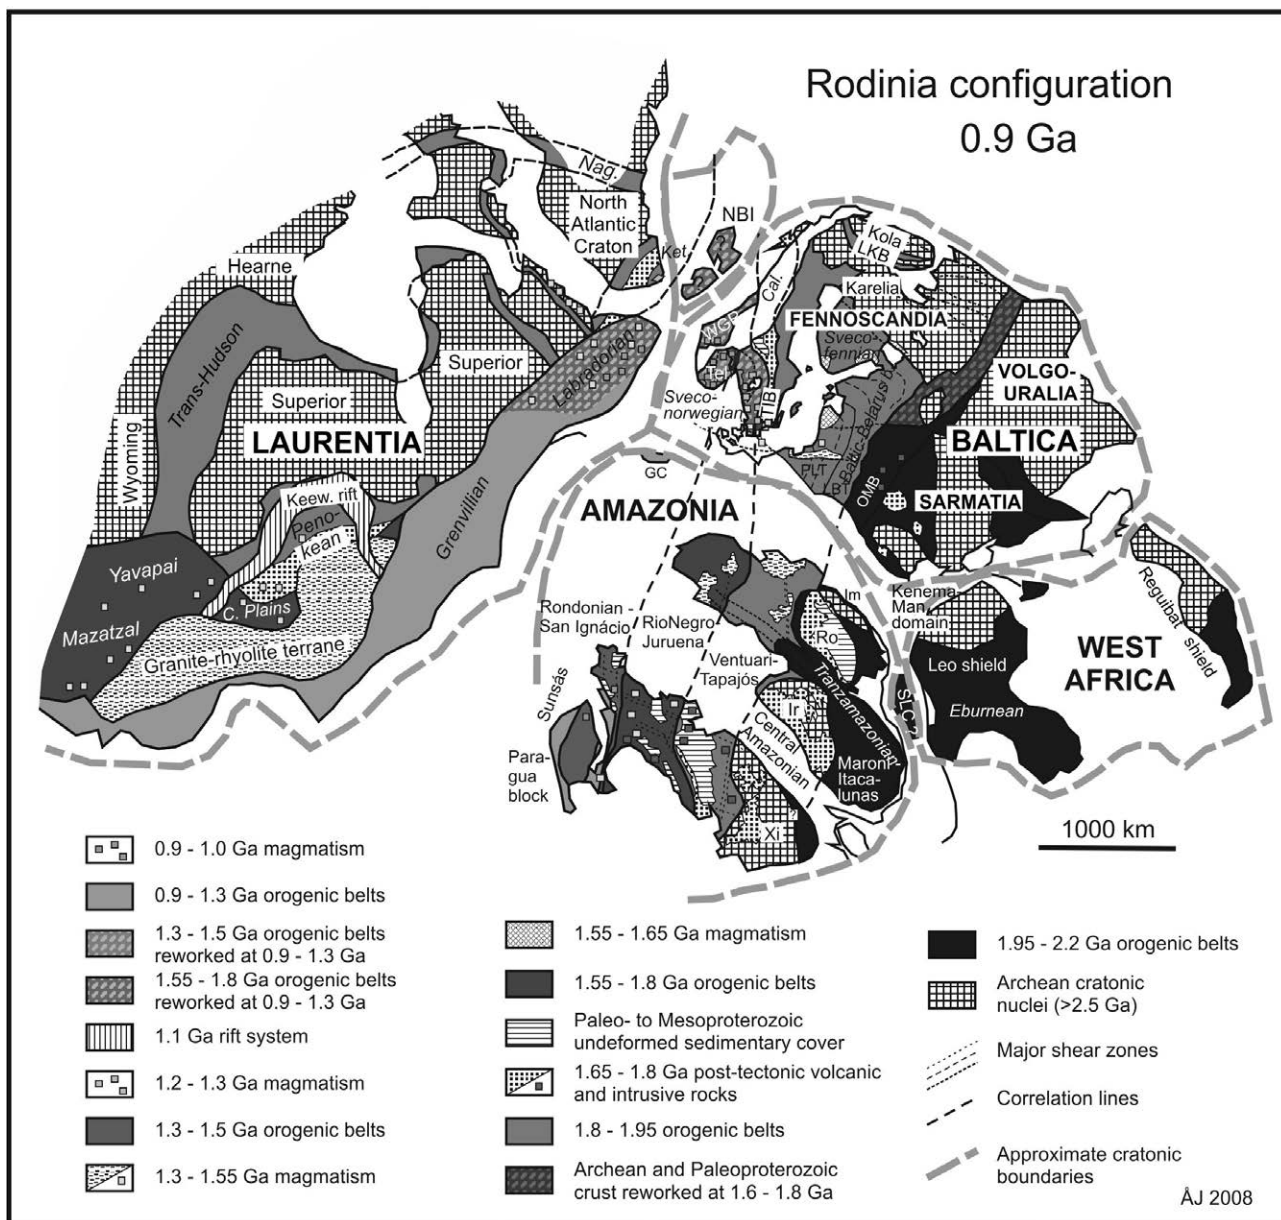 Rodinia configuration
0.9 Ga
Nag.
North
Atlantic
Craton
NBI
Ket.
Kola
LKB
Hearne
Karelia
Cal.
WGR
FENNOSCANDIA
Sveco-
fennian
Trans-Hudson
Labradorian
Superior
Tel
VOLGO-
URALIA
Superior
Sveco-
norwegian
TIB
LAURENTIA
Baltic-Belarus b.
BALTICA
Wyoming
GC
PLT
LBT
OMB
SARMATIA
Keew. rift
Peno-
kean
Grenvillian
AMAZONIA
Yavapai
C. Plains
Mazatzal
Granite-rhyolite terrane
Rondonian -
San Ignácio
RioNegro
Juruena
Im
Ro
Kenema-
Man
domain
Reguibat shield
Ventuari-
Tapajós
Tranzamazonian
Leo shield
WEST
AFRICA
Sunsás
Ir
SLC ?
Eburnean
Central
Amazonian
Para-
gua
block
Maroni
Itaca-
iunas
?
Xi
1000 km
0.9 - 1.0 Ga magmatism
0.9 - 1.3 Ga orogenic belts
1.3 - 1.5 Ga orogenic belts
reworked at 0.9 - 1.3 Ga
1.55 - 1.8 Ga orogenic belts
reworked at 0.9 - 1.3 Ga
1.1 Ga rift system
1.2 - 1.3 Ga magmatism
1.3 - 1.5 Ga orogenic belts
1.3 - 1.55 Ga magmatism
1.55 - 1.65 Ga magmatism
1.55 - 1.8 Ga orogenic belts
Paleo- to Mesoproterozoic
undeformed sedimentary cover
1.65 - 1.8 Ga post-tectonic volcanic
and intrusive rocks
1.8 - 1.95 orogenic belts
Archean and Paleoproterozoic
crust reworked at 1.6 - 1.8 Ga
1.95 - 2.2 Ga orogenic belts
Archean cratonic
nuclei (>2.5 Ga)
Major shear zones
Correlation lines
Approximate cratonic
boundaries
ÅJ 2008